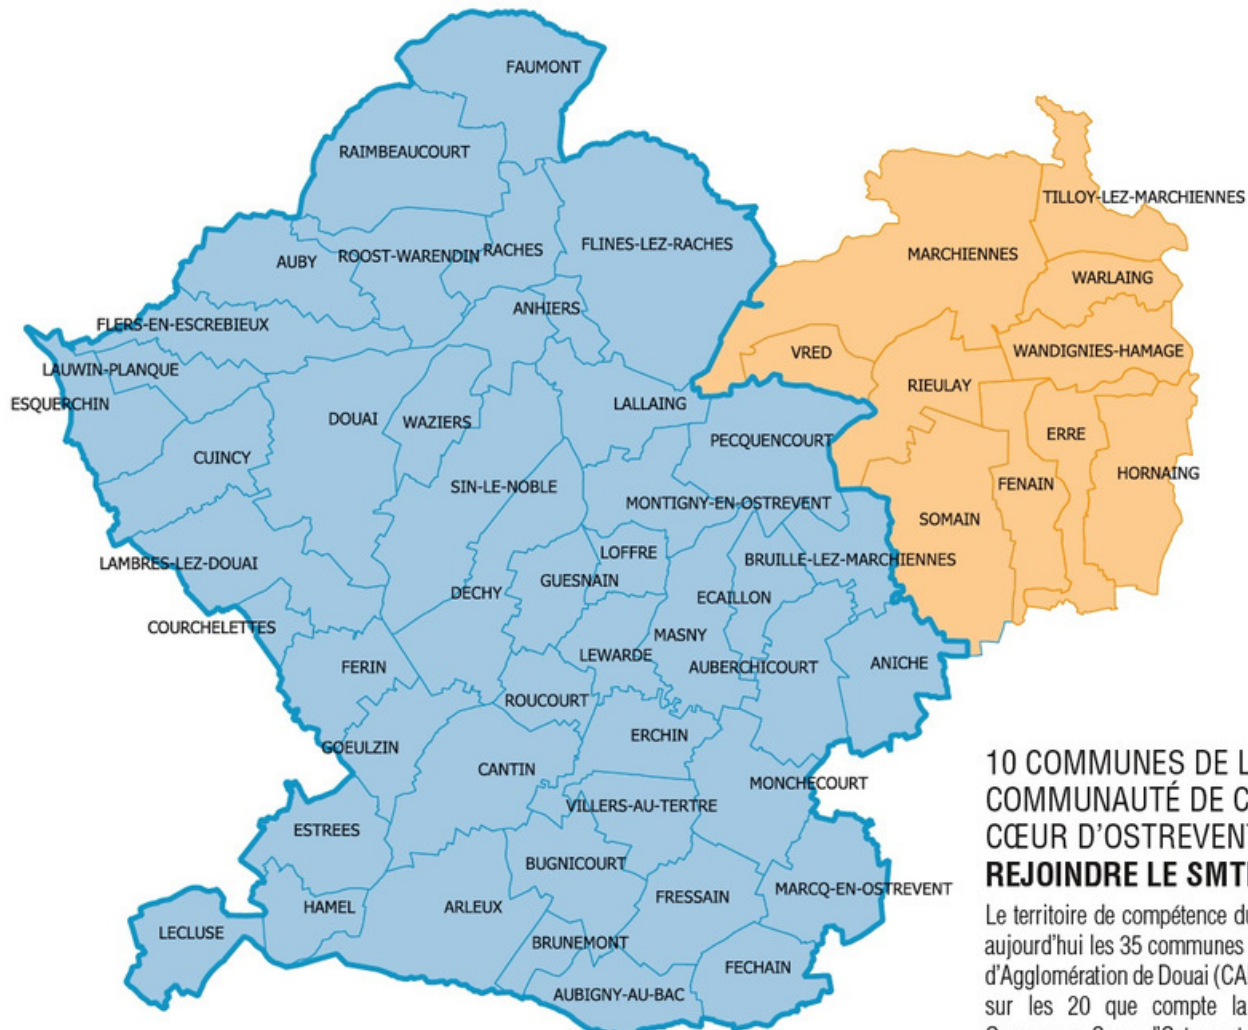 FAUMONT
RAIMBEAUCOURT
TILLOY-LEZ-MARCHIENNES
AUBY
ROOST-WARENDIN
RACHES
FLINES-LEZ-RACHES
MARCHIENNES
WARLAING
ANHIERS
FLERS-EN-ESCREBIEUX
VRED
WANDIGNIES-HAMAGE
LAUWIN-PLANQUE
RIEULAY
ESQUERCHIN
LALLAING
DOUAI
WAZIERS
PECQUENCOURT
ERRE
CUINCY
HORNAING
SIN-LE-NOBLE
FENAIN
MONTIGNY-EN-OSTREVENT
SOMAIN
LOFFRE
BRUILLE-LEZ-MARCHIENNES
LAMBRES-LEZ-DOUAI
GUESNAIN
DECHY
ECAILLON
COURCHELETTES
MASNY
LEWARDE
FERIN
AUBERCHICOURT
ANICHE
ROUCOURT
ERCHIN
GOEULZIN
CANTIN
MONCHECOURT
VILLERS-AU-TERTRE
ESTREES
BUGNICOURT
MARCQ-EN-OSTREVENT
FRESSAIN
HAMEL
ARLEUX
LECLUSE
BRUNEMONT
FECHAIN
AUBIGNY-AU-BAC
10 COMMUNES DE L
COMMUNAUTÉ DE C
CŒUR D'OSTREVENT
REJOINDRE LE SMT
Le territoire de compétence du
aujourd'hui les 35 communes
d'Agglomération de Douai (CA
sur les 20 que compte la